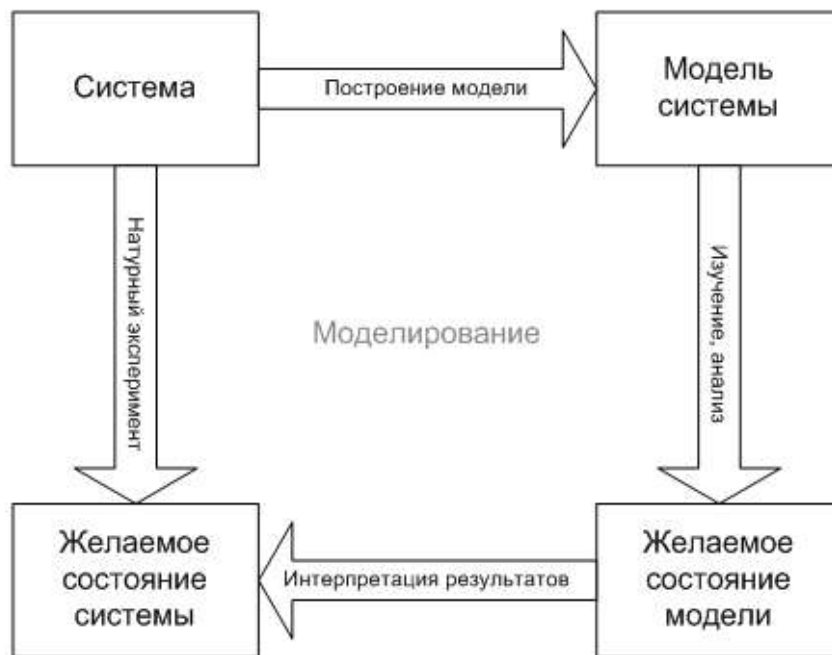 Система
Построение модели
Модель
системы
Натурный эксперимент
Моделирование
Изучение, анализ
Желаемое
состояние
системы
Интерпретация результатов
Желаемое
состояние
модели